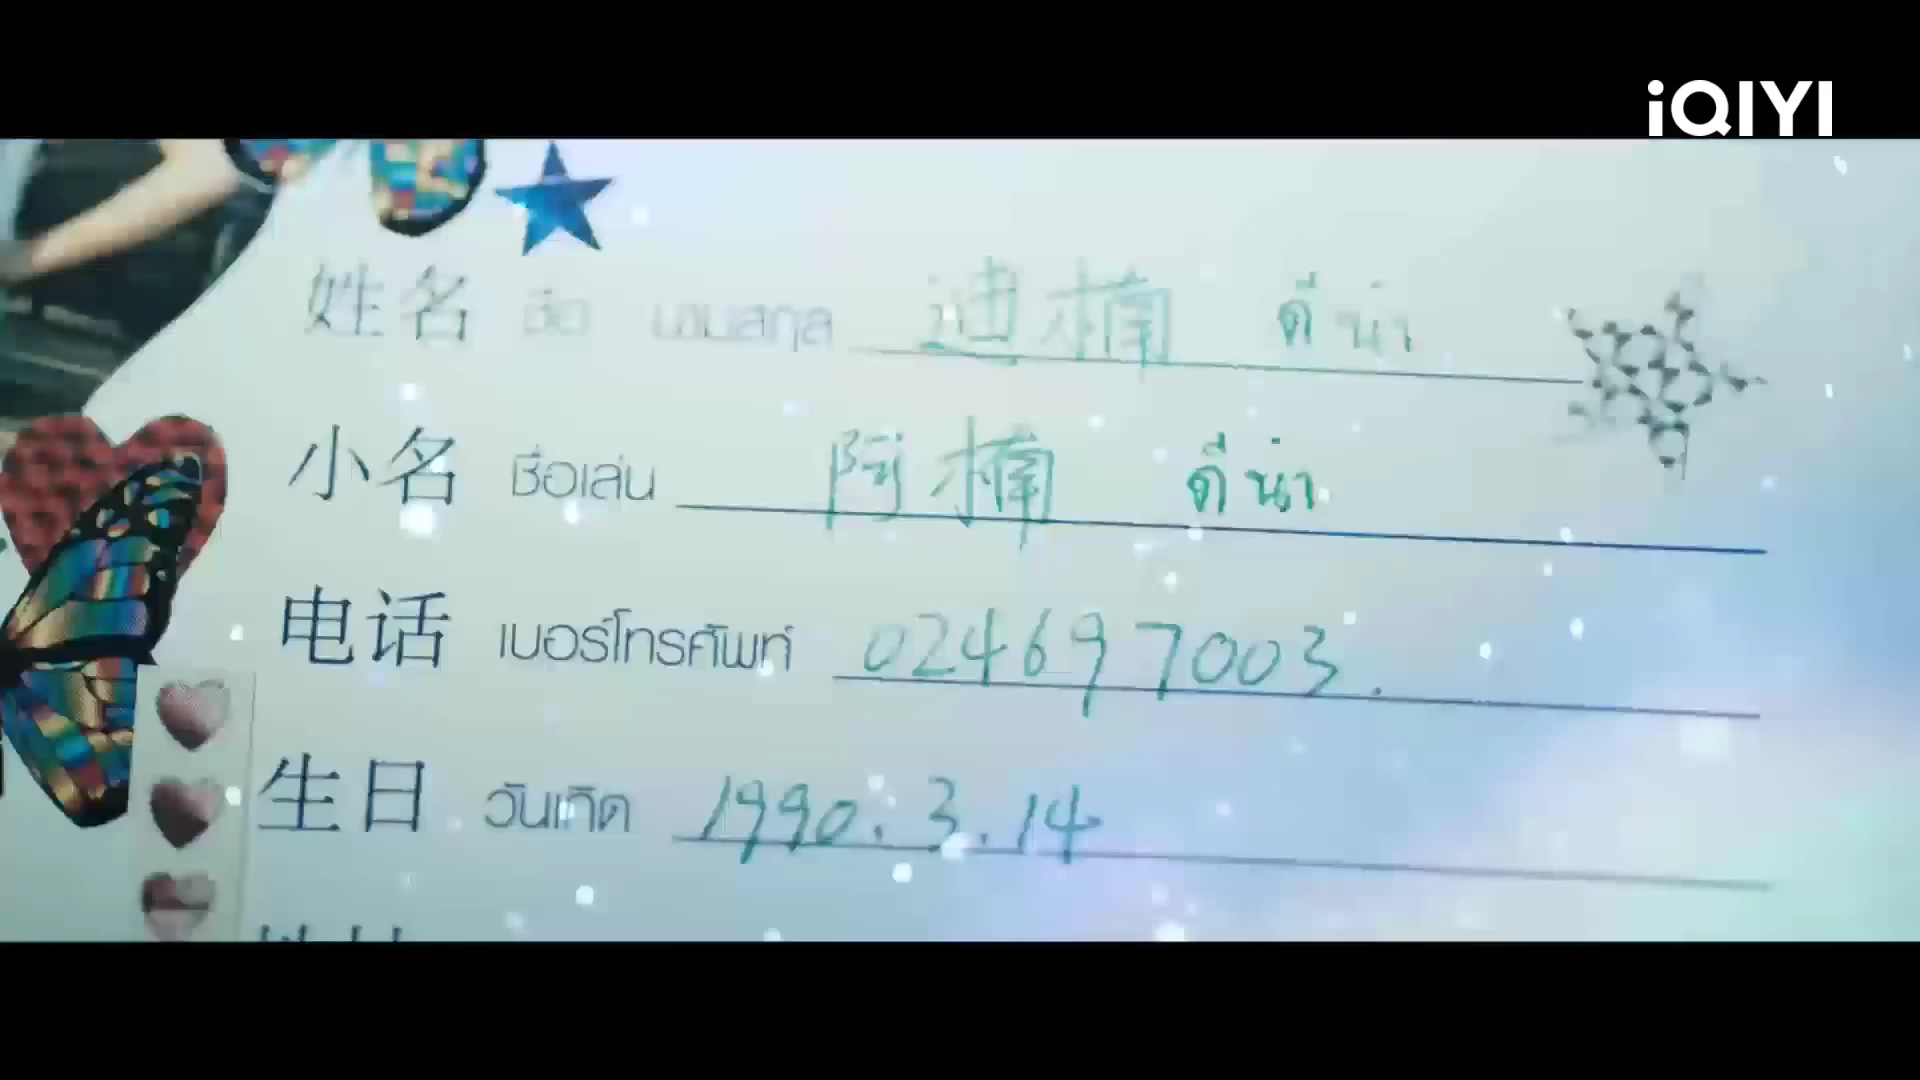 iQIYI
姓名 ชื่อ นามสกุล 迪楠 ดีน่า
小名 ชื่อเล่น 阿楠 ดีน่า
电话 เบอร์โทรศัพท์ 024697003.
生日 วันเกิด 1990.3.14